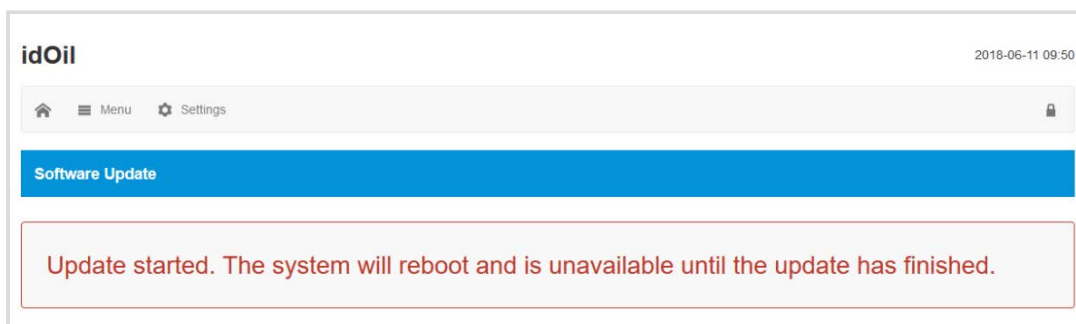 idOil
2018-06-11 09:50
Menu Settings
Software Update
Update started. The system will reboot and is unavailable until the update has finished.